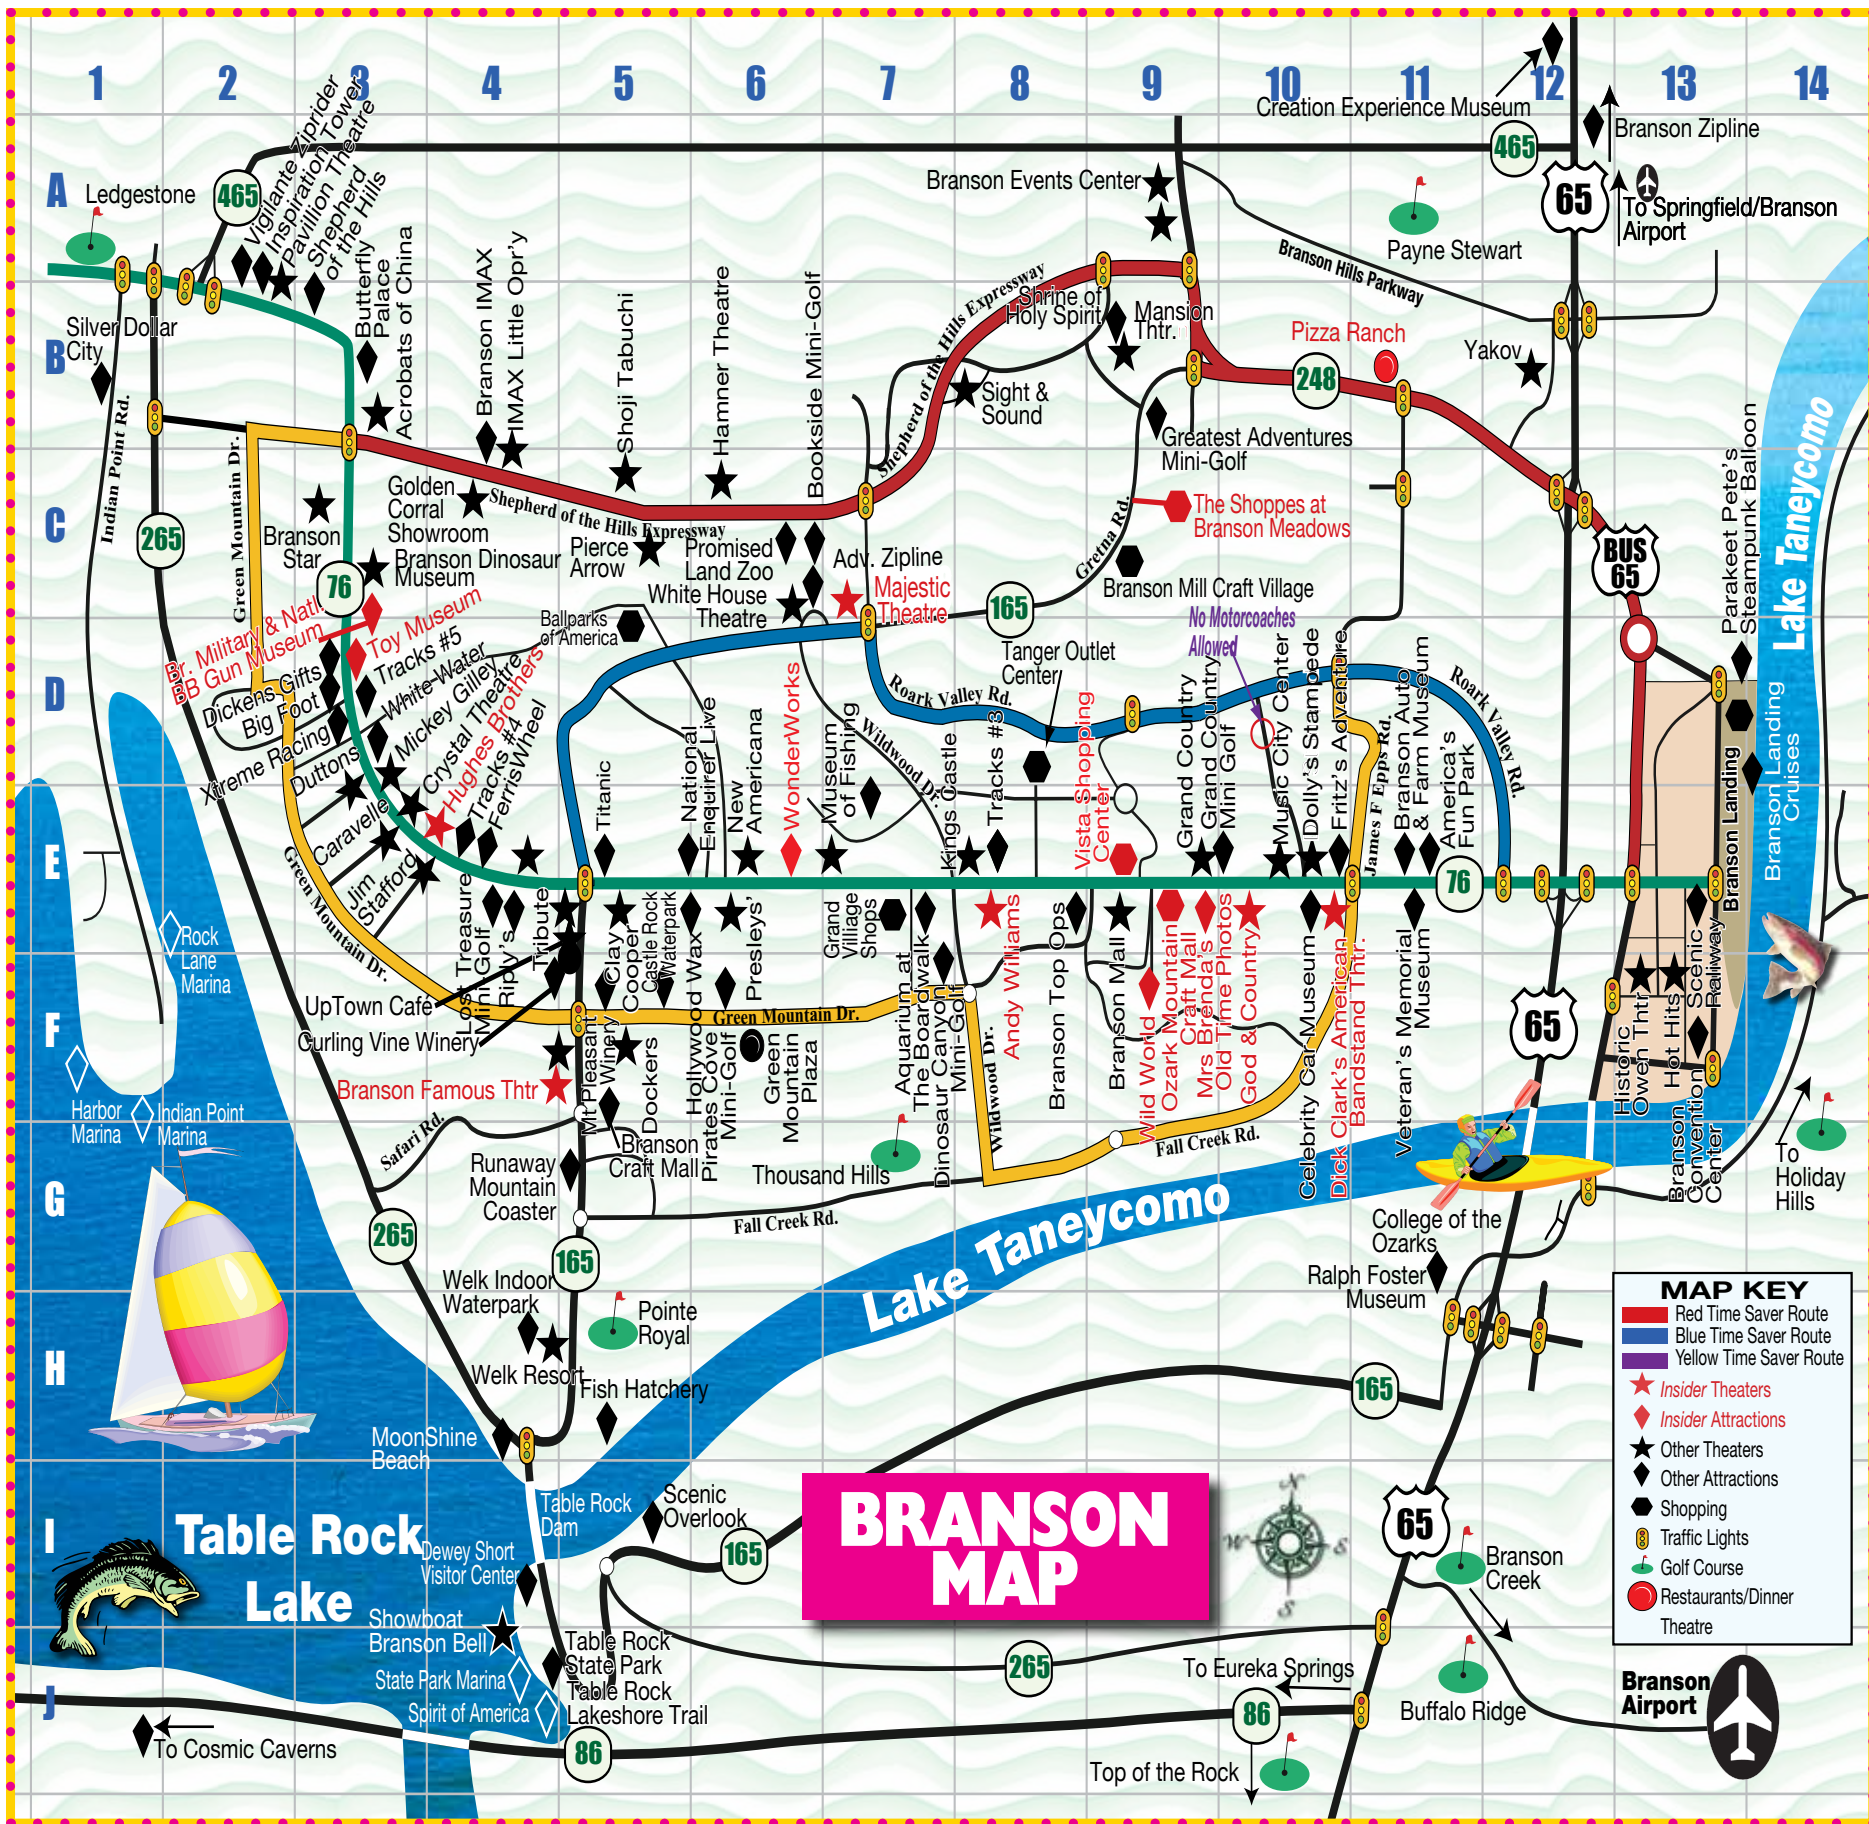 1 2 3 4 5 6 7 8 9 10 11 12 13 14
Creation Experience Museum
Branson Zipline
465
65
A
Ledgestone
465
Vigilante Ziprider
Inspiration Tower
Pavillion Theatre
Shepherd
of the Hills
Branson Events Center
Payne Stewart
To Springfield/Branson
Airport
Branson Hills Parkway
Butterfly
Palace
Acrobats of China
Branson IMAX
IMAX Little Opr'y
Shoji Tabuchi
Hamner Theatre
Bookside Mini-Golf
Shepherd of the Hills Expressway
Shrine of
Holy Spirit
Mansion
Thtr.
Pizza Ranch
Yakov
248
Silver Dollar
City
B
Sight &
Sound
Greatest Adventures
Mini-Golf
Indian Point Rd.
Green Mountain Dr.
Golden
Corral
Showroom
Shepherd of the Hills Expressway
The Shoppes at
Branson Meadows
Parakeet Pete's
Steampunk Balloon
Lake Taneycomo
C
265
Branson
Star
Branson Dinosaur
Museum
76
Pierce
Arrow
Promised
Land Zoo
White House
Theatre
Adv. Zipline
Majestic
Theatre
Gretna Rd.
Branson Mill Craft Village
165
BUS
65
No Motorcoaches
Allowed
Br. Military & Natl.
BB Gun Museum
Toy Museum
Ballparks
of America
Tanger Outlet
Center
D
Dickens Gifts
Big Foot
Xtreme Racing
Duttons
Tracks #5
White Water
Mickey Gilley
Crystal Theatre
Hughes Brothers
Tracks #4
FerrisWheel
Roark Valley Rd.
Wildwood Dr.
Roark Valley Rd.
James F Epps Rd.
Titanic
National
Enquirer Live
New
Americana
WonderWorks
Museum
of Fishing
Kings Castle
Tracks #3
Vista Shopping
Center
Grand Country
Grand Country
Mini Golf
Music City Center
Dolly's Stampede
Fritz's Adventure
Branson Auto
& Farm Museum
America's
Fun Park
Branson Landing
Branson Landing
Cruises
E
Caravelle
Jim
Stafford
76
Green Mountain Dr.
Rock
Lane
Marina
Lost Treasure
Mini-Golf
Riply's
Tribute
Clay
Cooper
Castle Rock
Waterpark
Hollywood Wax
Presleys'
Grand
Village
Shops
Aquarium at
The Boardwalk
Dinosaur Canyon
Mini-Golf
Andy Williams
Branson Top Ops
Branson Mall
Wild World
Ozark Mountain
Craft Mall
Mrs Brenda's
Old Time Photos
God & Country
Celebrity Car Museum
Dick Clark's American
Bandstand Thtr.
Veteran's Memorial
Museum
Historic
Owen Thtr
Hot Hits
Scenic
Railway
Branson
Convention
Center
F
UpTown Café
Curling Vine Winery
Branson Famous Thtr
Mt Pleasant
Winery
Dockers
Pirates Cove
Mini-Golf
Green
Mountain
Plaza
Green Mountain Dr.
Wildwood Dr.
65
Harbor
Marina
Indian Point
Marina
Safari Rd.
Branson
Craft Mall
Thousand Hills
Fall Creek Rd.
To
Holiday
Hills
G
Runaway
Mountain
Coaster
Fall Creek Rd.
265
165
Lake Taneycomo
College of the
Ozarks
Ralph Foster
Museum
Welk Indoor
Waterpark
Pointe
Royal
H
Welk Resort
Fish Hatchery
165
MoonShine
Beach
MAP KEY
Red Time Saver Route
Blue Time Saver Route
Yellow Time Saver Route
Insider Theaters
Insider Attractions
Other Theaters
Other Attractions
Shopping
Traffic Lights
Golf Course
Restaurants/Dinner
Theatre
I
Table Rock
Lake
Table Rock
Dam
Scenic
Overlook
165
BRANSON
MAP
N
W
S
S
65
Branson
Creek
Dewey Short
Visitor Center
Showboat
Branson Bell
Table Rock
State Park
State Park Marina
Table Rock
Lakeshore Trail
Spirit of America
265
To Eureka Springs
86
Buffalo Ridge
Branson
Airport
J
To Cosmic Caverns
86
Top of the Rock